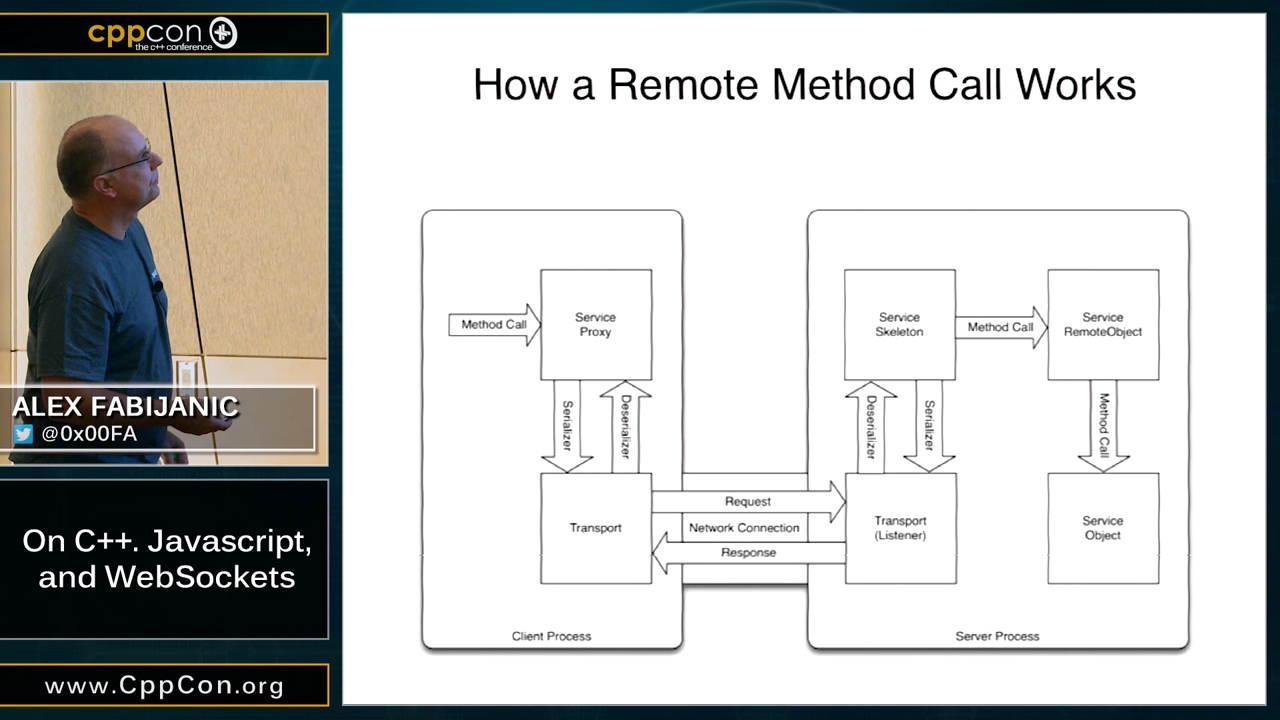 cppcon
the c++ conference
ALEX FABIJANIC
@0x00FA
On C++. Javascript,
and WebSockets
www.CppCon.org
How a Remote Method Call Works
Method Call
Service
Proxy
Serializer
Deserializer
Transport
Client Process
Request
Network Connection
Response
Service
Skeleton
Method Call
Service
RemoteObject
Deserializer
Serializer
Method Call
Transport
(Listener)
Service
Object
Server Process